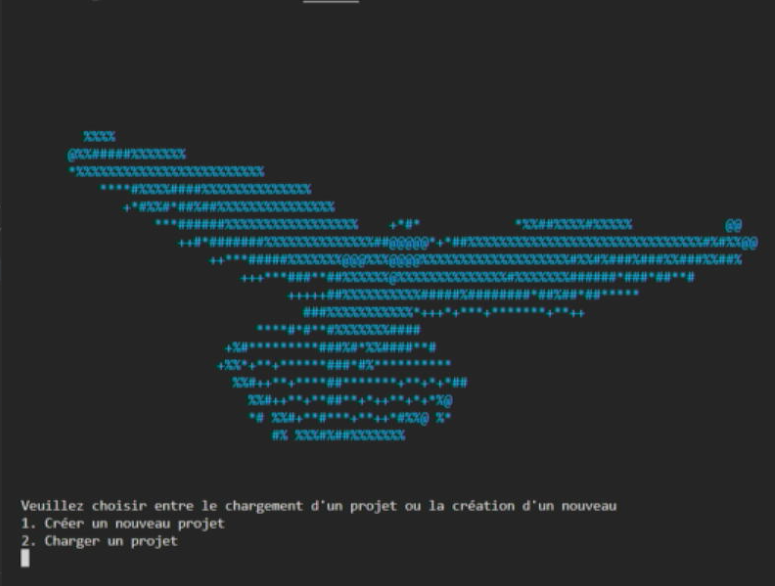 Veuillez choisir entre le chargement d'un projet ou la création d'un nouveau
1. Créer un nouveau projet
2. Charger un projet